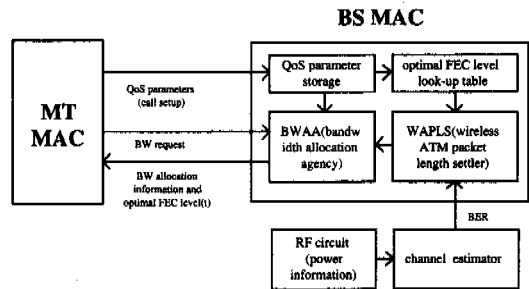 BS MAC
QoS parameter
storage
optimal FEC level
look-up table
QoS parameters
(call setup)
MT
MAC
BWAA(bandw
idth allocation
agency)
WAPLS(wireless
ATM packet
length settler)
BW request
BW allocation
information and
optimal FEC level(t)
BER
RF circuit
(power
information)
channel estimator